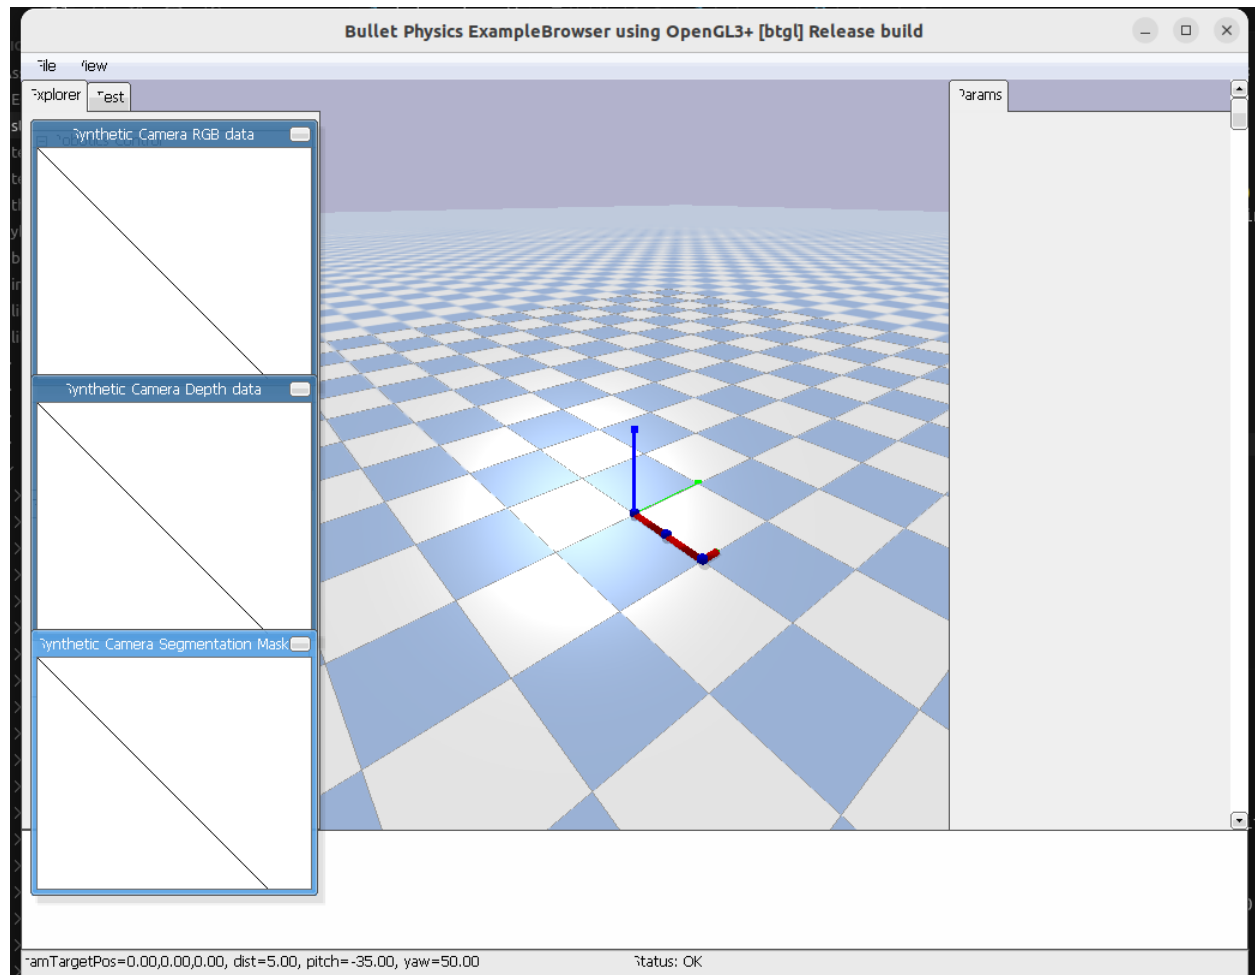 Bullet Physics ExampleBrowser using OpenGL3+ [btgl] Release build
File View
Explorer Test
Params
Synthetic Camera RGB data
Robotics Control
Synthetic Camera Depth data
Synthetic Camera Segmentation Mask
camTargetPos=0.00,0.00,0.00, dist=5.00, pitch=-35.00, yaw=50.00
Status: OK